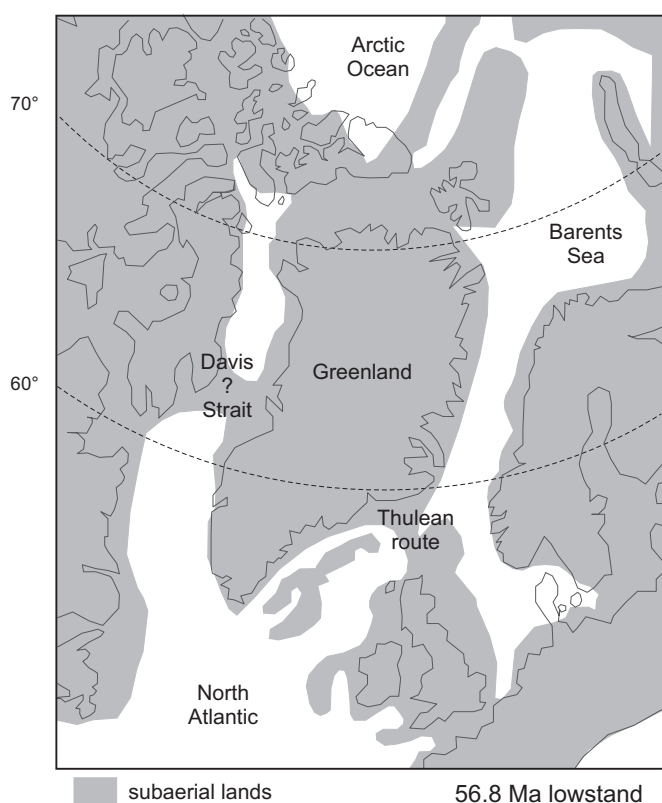 Arctic
Ocean
70°
Barents
Sea
Davis
?
Strait
Greenland
60°
Thulean
route
North
Atlantic
subaerial lands
56.8 Ma lowstand